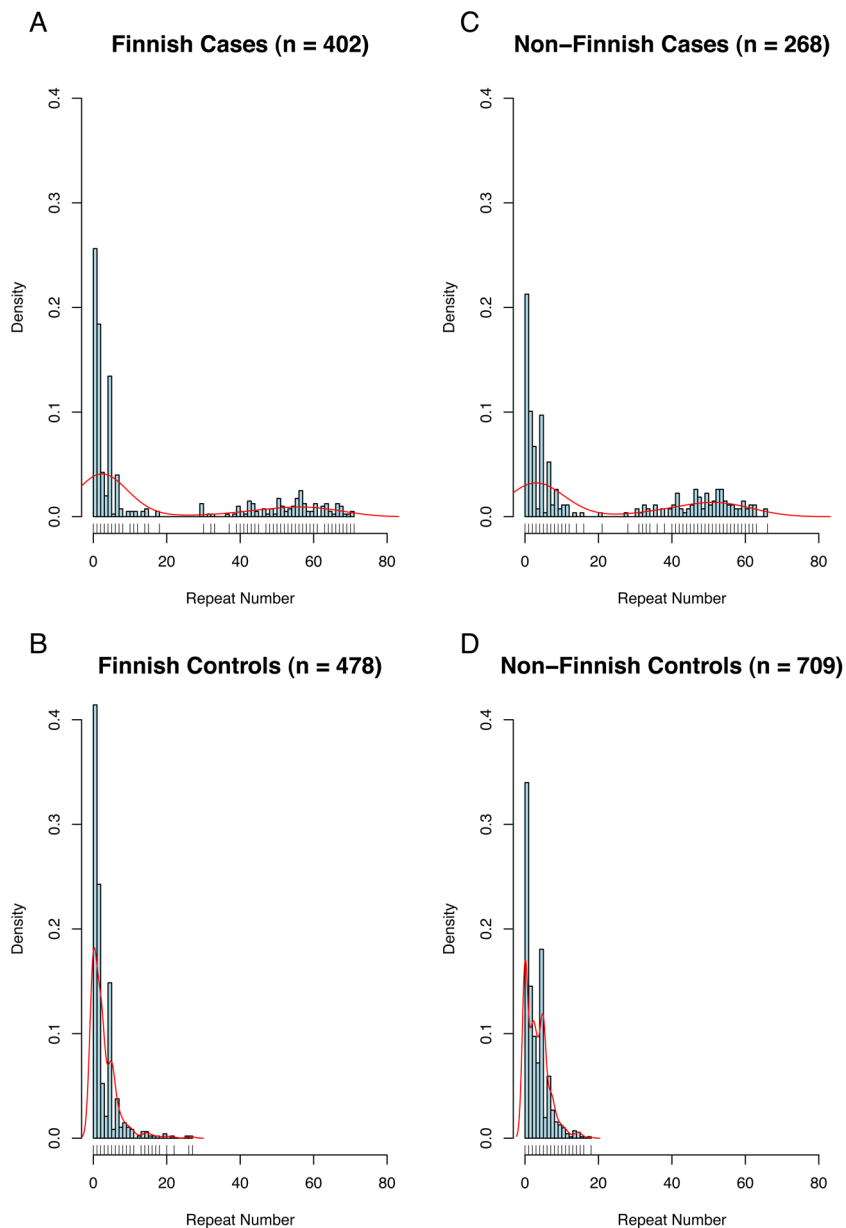 A
Finnish Cases (n = 402)
0.4
0.3
0.2
0.1
0.0
Density
0 20 40 60 80
Repeat Number
C
Non−Finnish Cases (n = 268)
0.4
0.3
0.2
0.1
0.0
Density
0 20 40 60 80
Repeat Number
B
Finnish Controls (n = 478)
0.4
0.3
0.2
0.1
0.0
Density
0 20 40 60 80
Repeat Number
D
Non−Finnish Controls (n = 709)
0.4
0.3
0.2
0.1
0.0
Density
0 20 40 60 80
Repeat Number